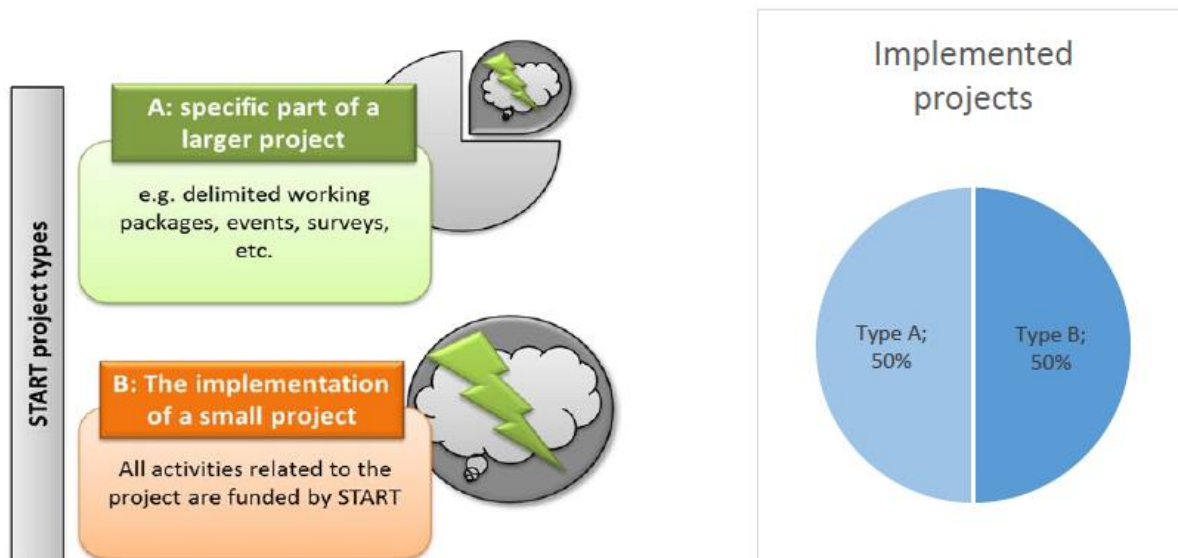 START project types
A: specific part of a
larger project
e.g. delimited working
packages, events, surveys,
etc.
B: The implementation
of a small project
All activities related to the
project are funded by START
Implemented
projects
Type A;
50%
Type B;
50%